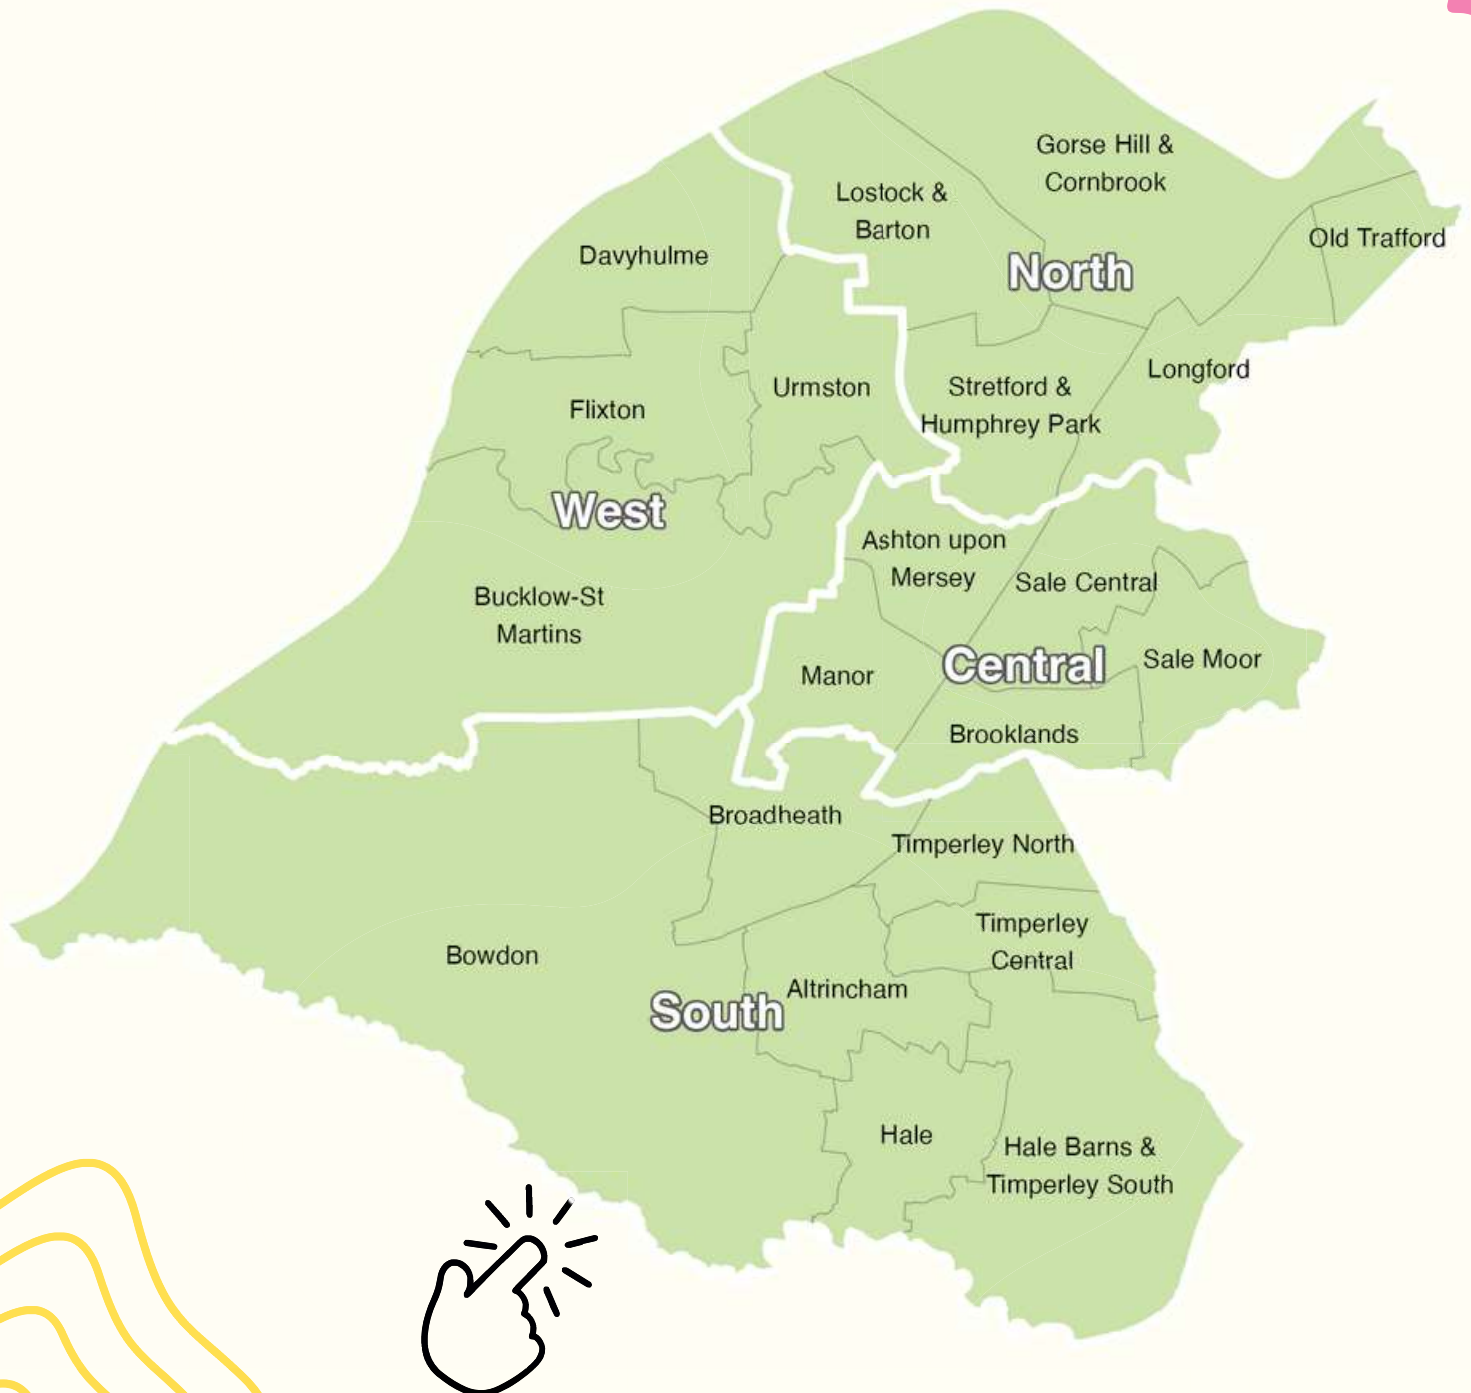 Gorse Hill &
Cornbrook
Lostock &
Barton
Old Trafford
Davyhulme
North
Longford
Urmston
Stretford &
Humphrey Park
Flixton
West
Ashton upon
Mersey
Sale Central
Bucklow-St
Martins
Sale Moor
Central
Manor
Brooklands
Broadheath
Timperley North
Timperley
Central
Bowdon
Altrincham
South
Hale
Hale Barns &
Timperley South